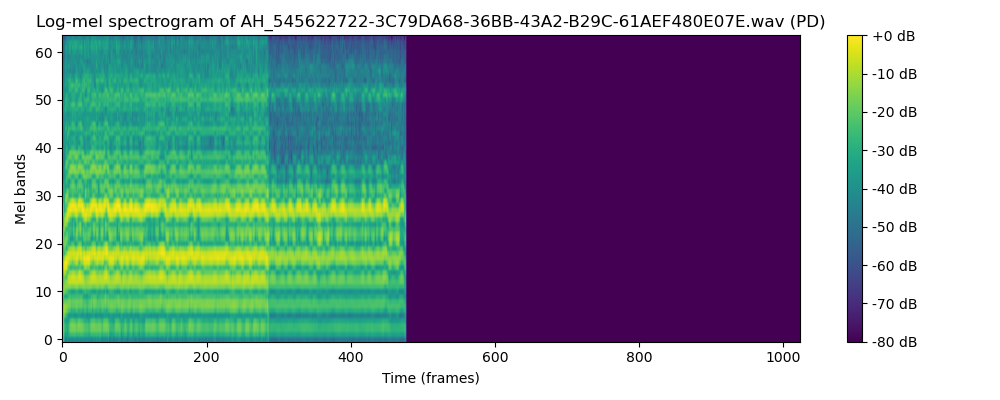 Log-mel spectrogram of AH_545622722-3C79DA68-36BB-43A2-B29C-61AEF480E07E.wav (PD)
60
50
40
30
20
10
0
Mel bands
0 200 400 600 800 1000
Time (frames)
+0 dB
-10 dB
-20 dB
-30 dB
-40 dB
-50 dB
-60 dB
-70 dB
-80 dB